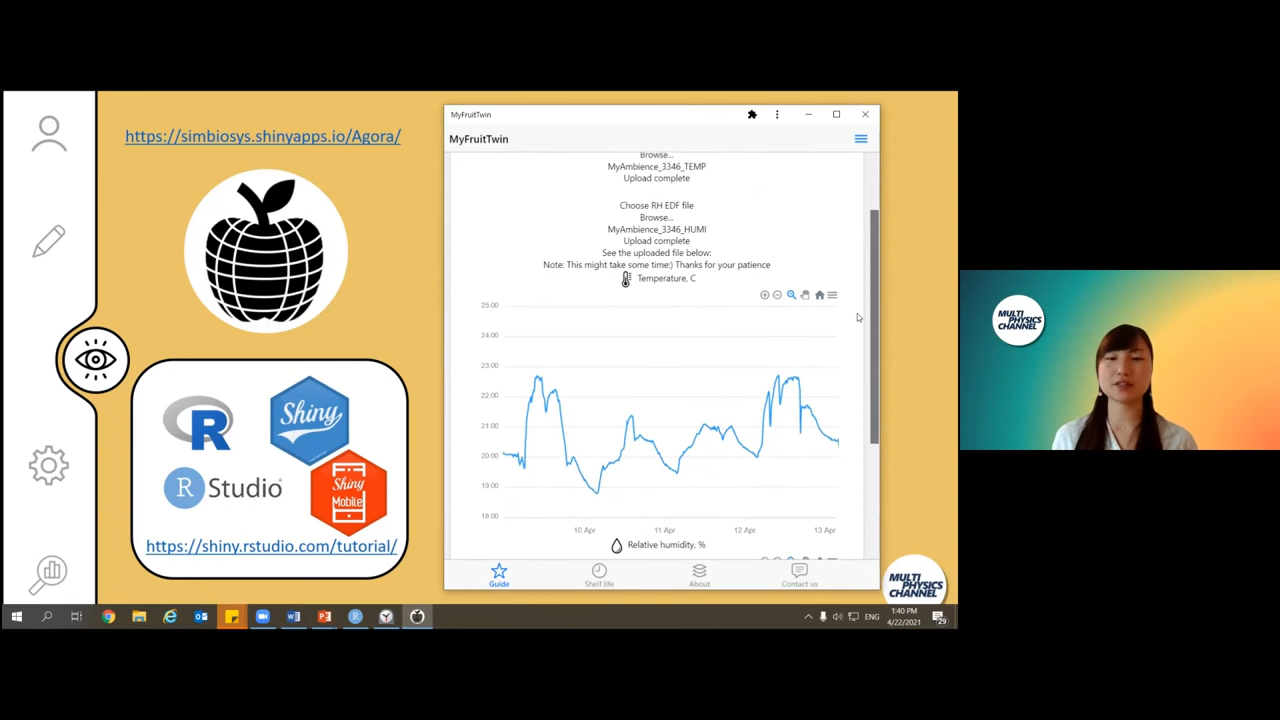 https://simbiosys.shinyapps.io/Agora/
R
Shiny
R Studio
Shiny
Mobile
https://shiny.rstudio.com/tutorial/
MyFruitTwin
MyFruitTwin
Browse...
MyAmbience_3346_TEMP
Upload complete
Choose RH EDF file
Browse...
MyAmbience_3346_HUMI
Upload complete
See the uploaded file below:
Note: This might take some time:) Thanks for your patience
Temperature, C
25.00
24.00
23.00
22.00
21.00
20.00
19.00
18.00
10 Apr
11 Apr
12 Apr
13 Apr
Relative humidity, %
Guide
Shelf life
About
Contact us
MULTI
PHYSICS
CHANNEL
ENG
1:40 PM
4/22/2021
29
MULTI
PHYSICS
CHANNEL